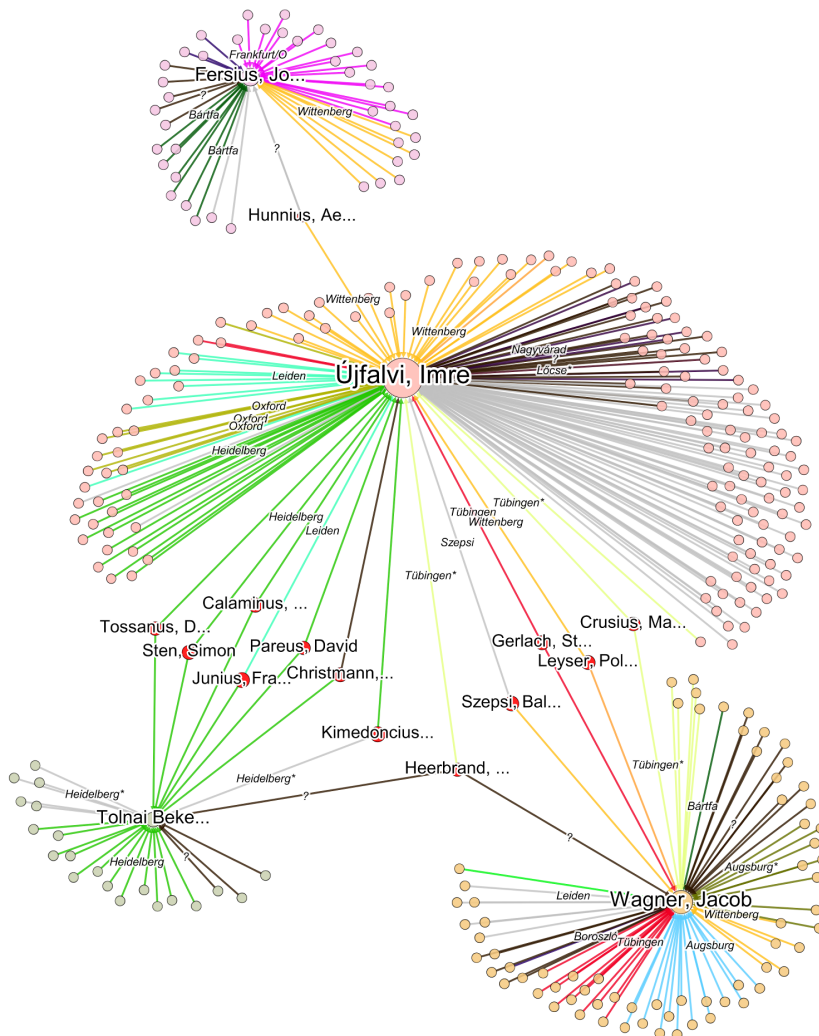 Frankfurt/O
Fersius, Jo...
?
Bártfa
Wittenberg
Bártfa
?
Hunnius, Ae...
Wittenberg
Wittenberg
Nagyvárad
?
Lőcse*
Leiden
Újfalvi, Imre
Oxford
Oxford
Oxford
Heidelberg
Heidelberg
Leiden
Tübingen*
Tübingen
Wittenberg
Szepsi
Tübingen*
Calaminus, ...
Tossanus, D...
Crusius, Ma...
Sten, Simon
Pareus, David
Gerlach, St...
Leyser, Pol...
Junius, Fra...
Christmann,...
Szepsi, Bal...
Kimedoncius...
Heerbrand, ...
Tübingen*
Heidelberg*
Heidelberg*
?
Bártfa
Tolnai Beke...
?
?
Heidelberg
?
Augsburg*
Leiden
Wagner, Jacob
Wittenberg
Boroszló
Tübingen
Augsburg